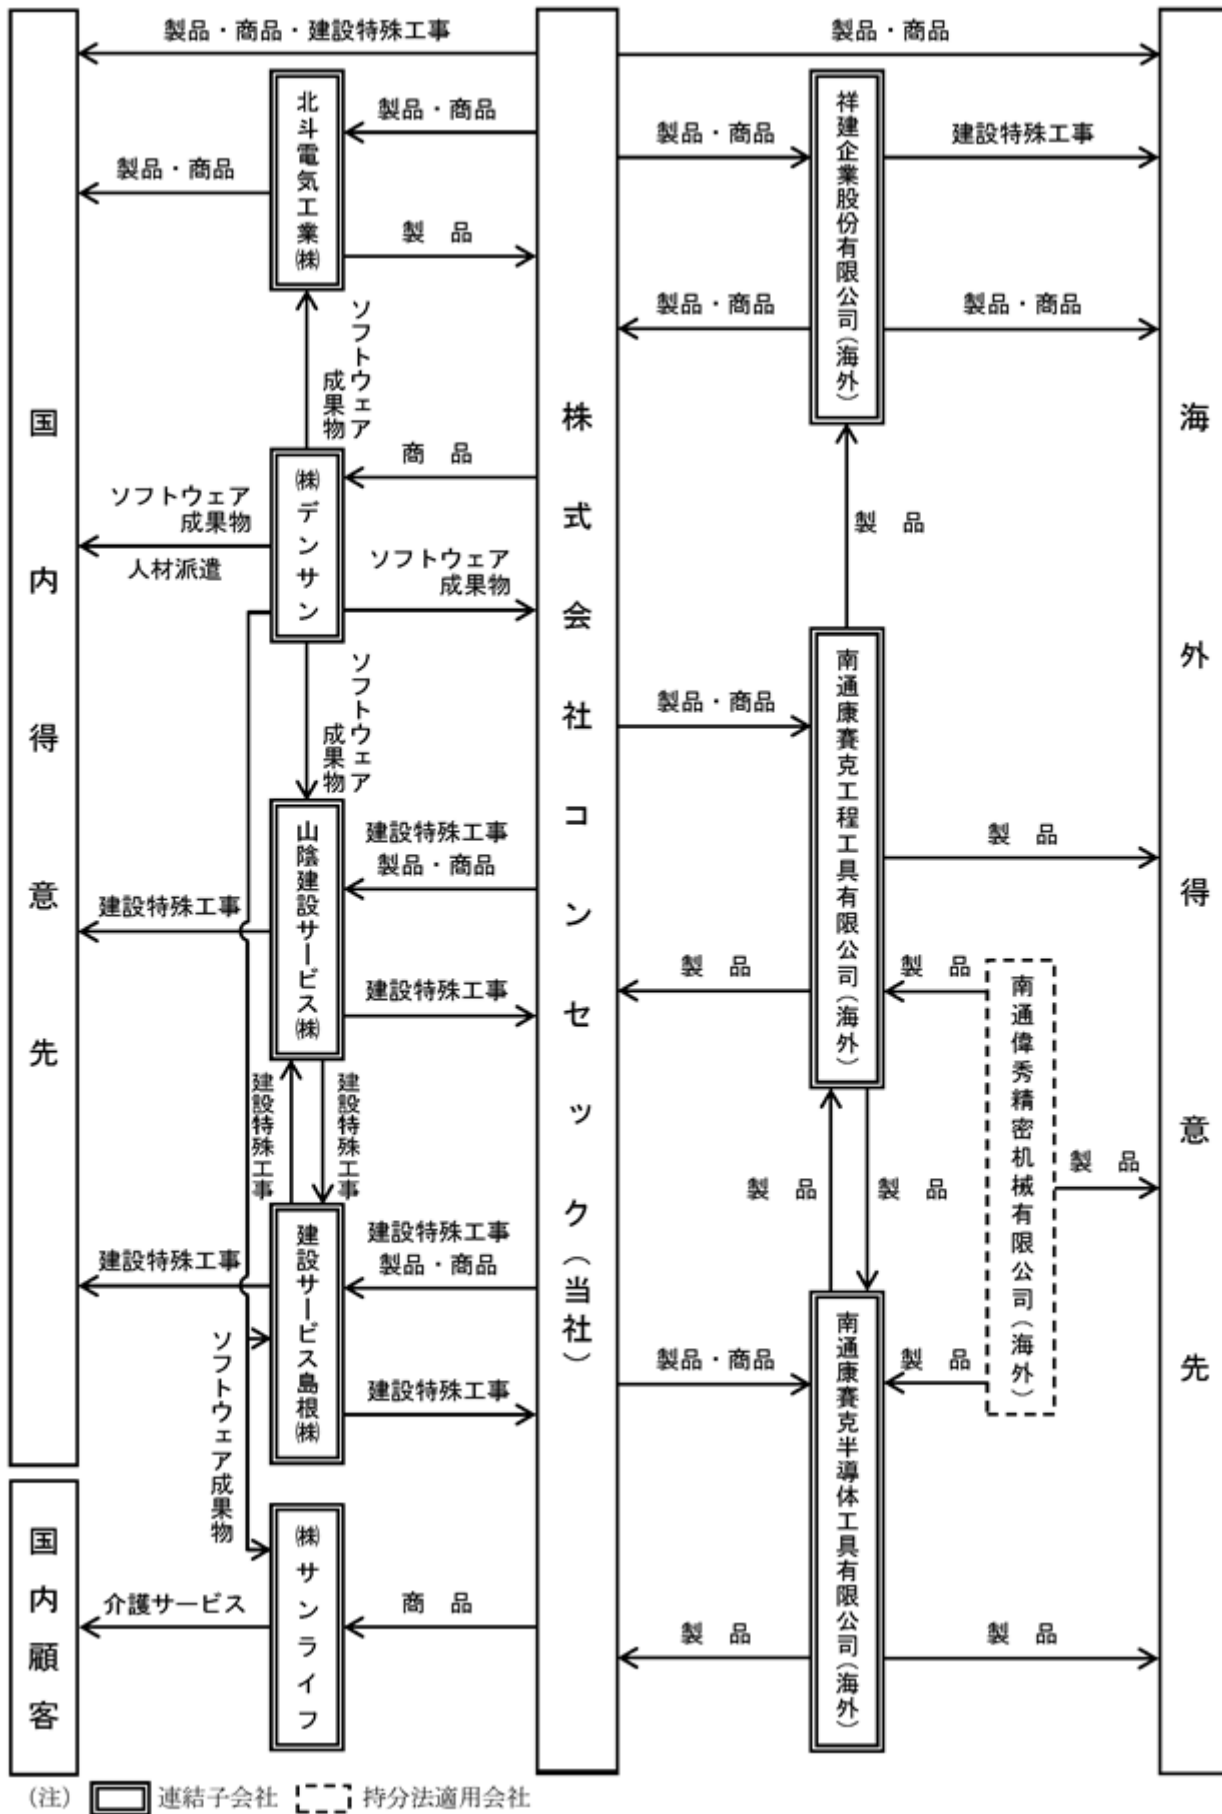 製品・商品・建設特殊工事
製品・商品
国内得意先
北斗電気工業㈱
製品・商品
製品・商品
製　品
ソフトウェア
成果物
㈱デンサン
商　品
ソフトウェア
成果物
人材派遣
ソフトウェア
成果物
ソフトウェア
成果物
山陰建設サービス㈱
建設特殊工事
製品・商品
建設特殊工事
建設特殊工事
建設特殊工事
建設特殊工事
建設サービス島根㈱
建設特殊工事
製品・商品
建設特殊工事
建設特殊工事
ソフトウェア成果物
国内顧客
㈱サンライフ
介護サービス
商　品
株式会社コンセック（当社）
祥建企業股份有限公司（海外）
製品・商品
建設特殊工事
製品・商品
製品・商品
製　品
南通康賽克工程工具有限公司（海外）
製品・商品
製　品
製　品
製　品
南通偉秀精密机械有限公司（海外）
製　品
製　品
製　品
製　品
南通康賽克半導体工具有限公司（海外）
製品・商品
製　品
製　品
海外得意先
（注）　連結子会社　持分法適用会社